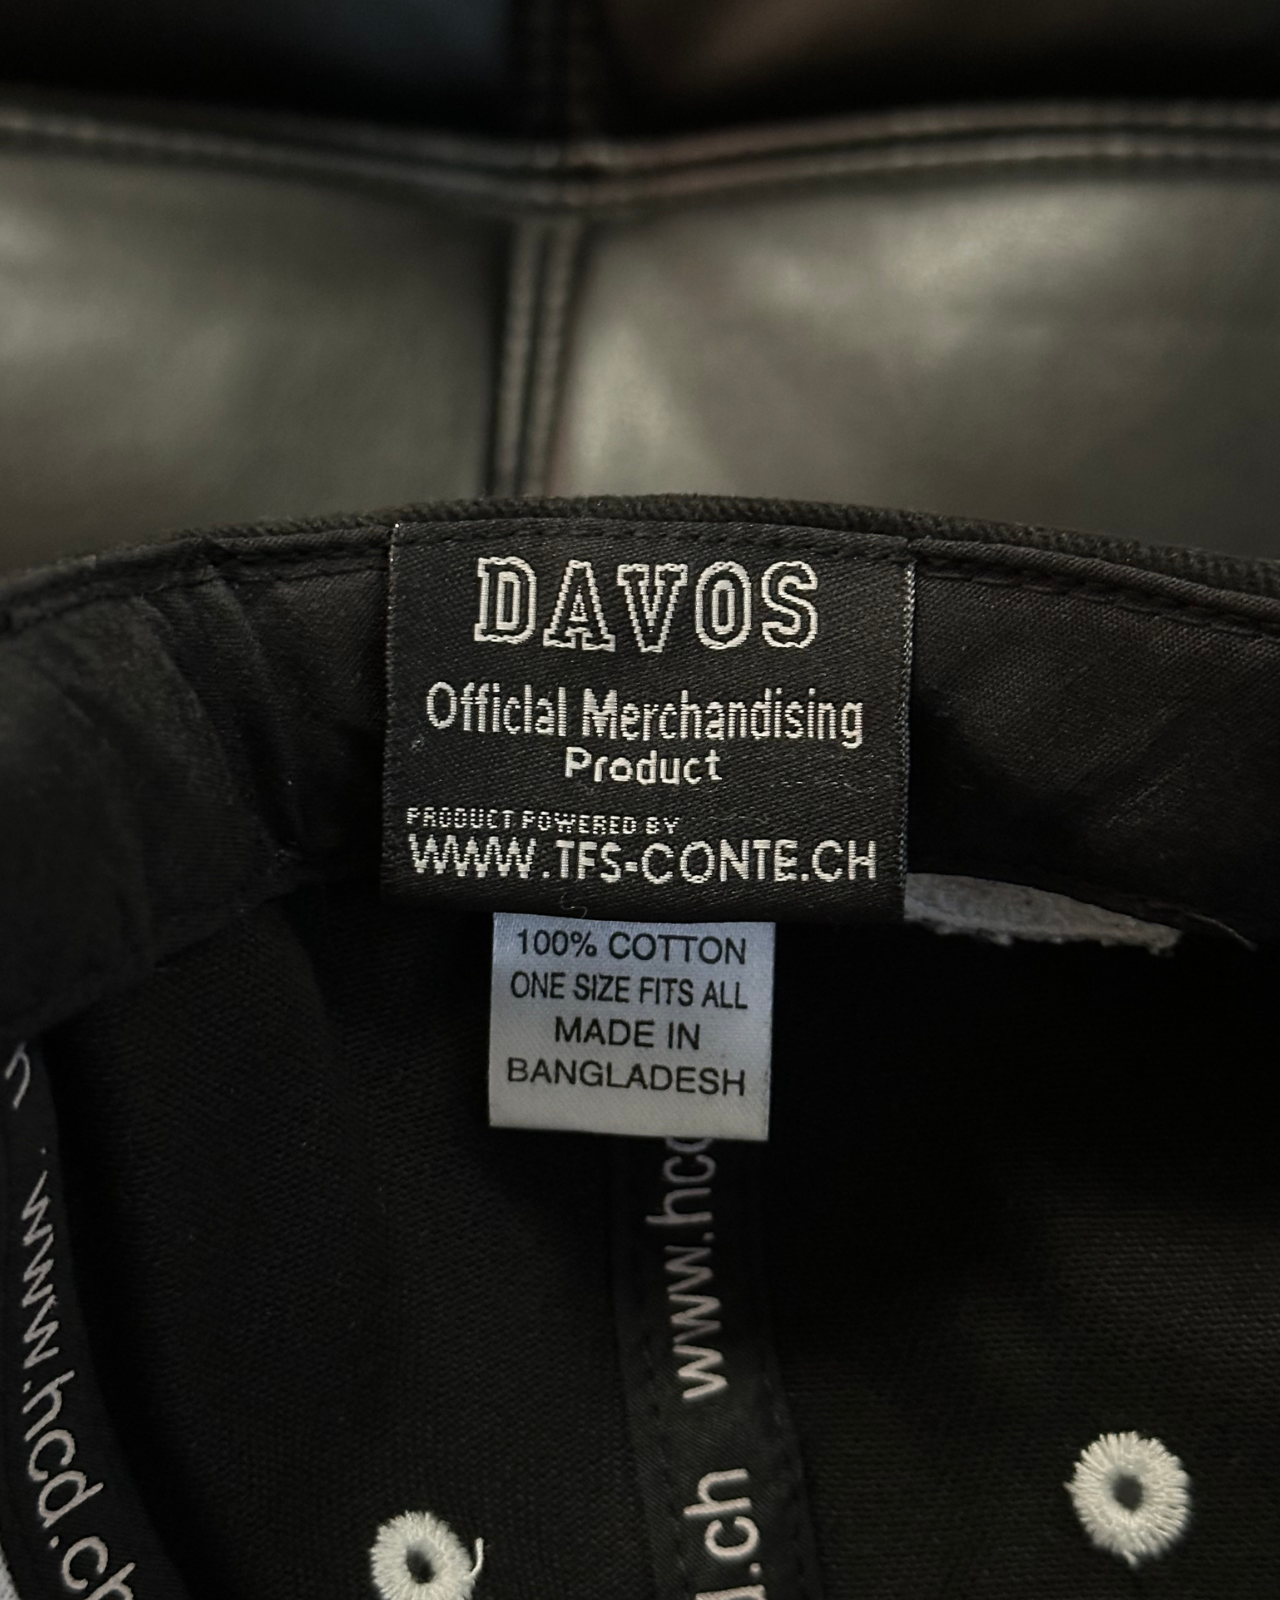 DAVOS
Official Merchandising
Product
PRODUCT POWERED BY
WWW.TFS-CONTE.CH
100% COTTON
ONE SIZE FITS ALL
MADE IN
BANGLADESH
www.hcd.ch
www.hcd
.ch